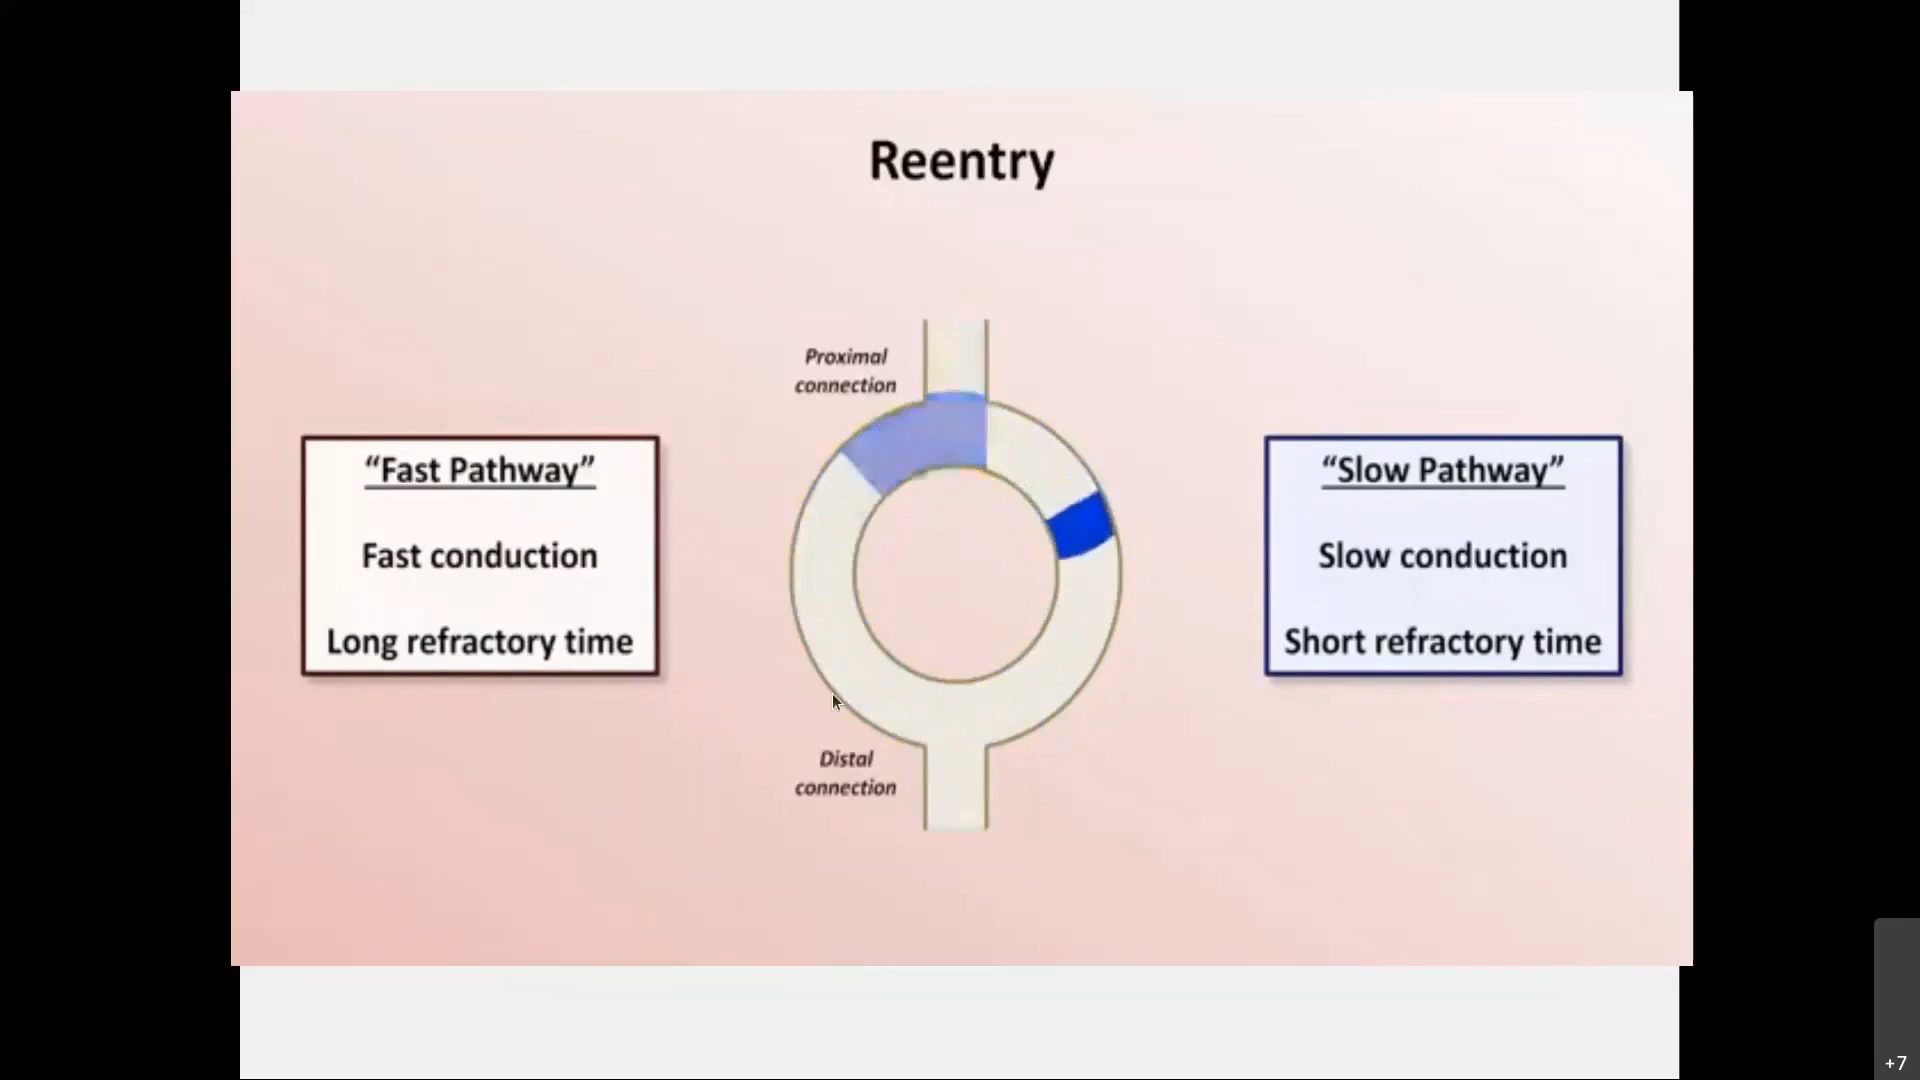 Reentry
Proximal
connection
“Fast Pathway”
Fast conduction
Long refractory time
“Slow Pathway”
Slow conduction
Short refractory time
Distal
connection
+7